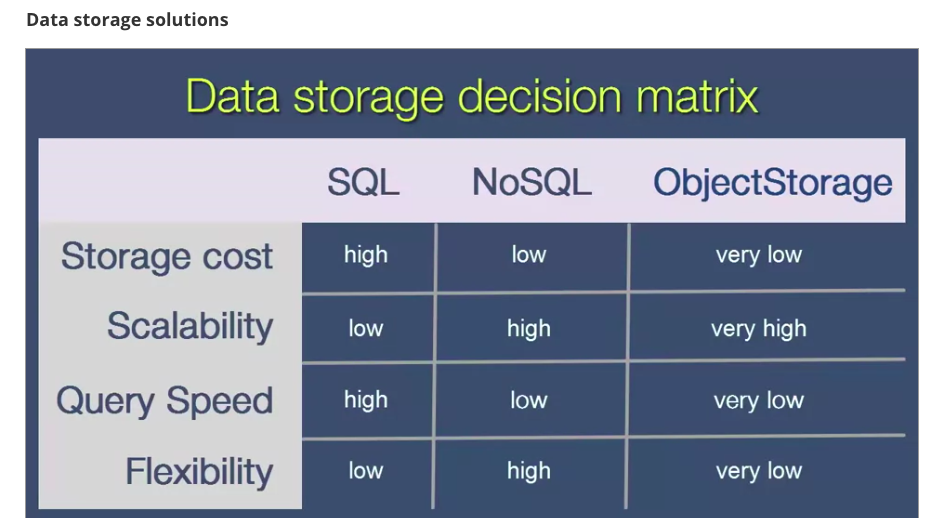 Data storage solutions
Data storage decision matrix
SQL NoSQL ObjectStorage
Storage cost high low very low
Scalability low high very high
Query Speed high low very low
Flexibility low high very low